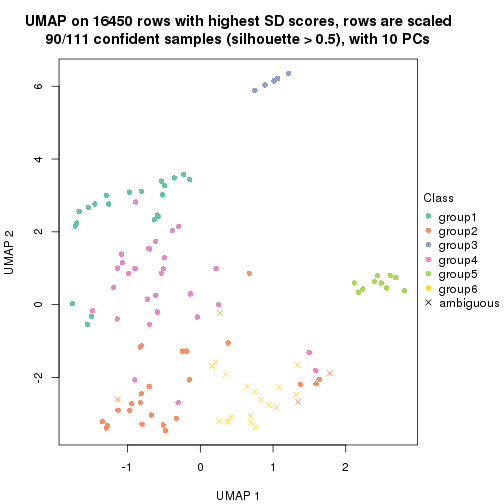 UMAP on 16450 rows with highest SD scores, rows are scaled
90/111 confident samples (silhouette > 0.5), with 10 PCs
6
4
2
0
-2
UMAP 2
-1
0
1
2
UMAP 1
Class
group1
group2
group3
group4
group5
group6
ambiguous